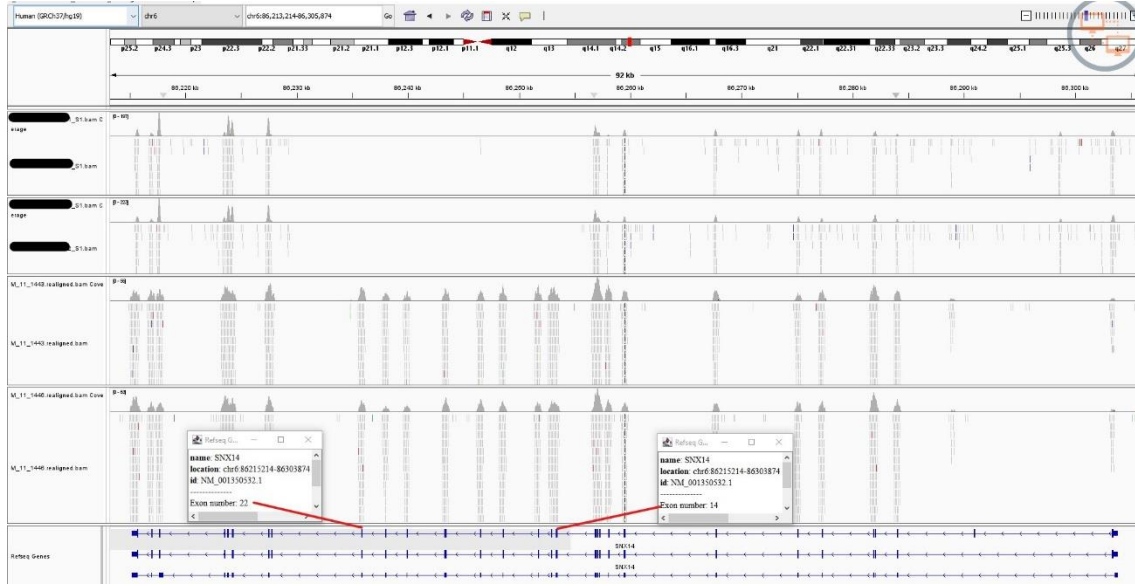 Human (GRCh37/hg19) chr6 chr6:86,213,214-86,305,874 Go
p25.2 p24.3 p23 p22.3 p22.2 p21.33 p21.2 p21.1 p12.3 p12.1 p11.1 q12 q13 q14.1 q14.2 q15 q16.1 q16.3 q21 q22.1 q22.31 q22.33 q23.2 q23.3 q24.2 q25.1 q25.3 q26 q27
92 kb
86,220 kb 86,230 kb 86,240 kb 86,250 kb 86,260 kb 86,270 kb 86,280 kb 86,290 kb 86,300 kb
_S1.bam C
erage
_S1.bam
_S1.bam C
erage
_S1.bam
M_11_1443.realigned.bam Cove
M_11_1443.realigned.bam
M_11_1446.realigned.bam Cove
M_11_1446.realigned.bam
Refseq G...
name: SNX14
location: chr6:86215214-86303874
id: NM_001350532.1
--------------
Exon number: 22
Refseq G...
name: SNX14
location: chr6:86215214-86303874
id: NM_001350532.1
--------------
Exon number: 14
Refseq Genes
SNX14
SNX14